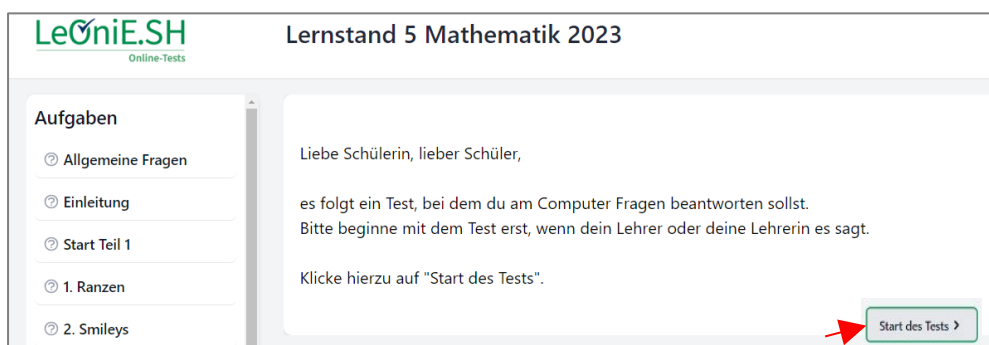 LeOniE.SH
Online-Tests
Lernstand 5 Mathematik 2023
Aufgaben
Allgemeine Fragen
Einleitung
Start Teil 1
1. Ranzen
2. Smileys
Liebe Schülerin, lieber Schüler,
es folgt ein Test, bei dem du am Computer Fragen beantworten sollst.
Bitte beginne mit dem Test erst, wenn dein Lehrer oder deine Lehrerin es sagt.
Klicke hierzu auf "Start des Tests".
Start des Tests